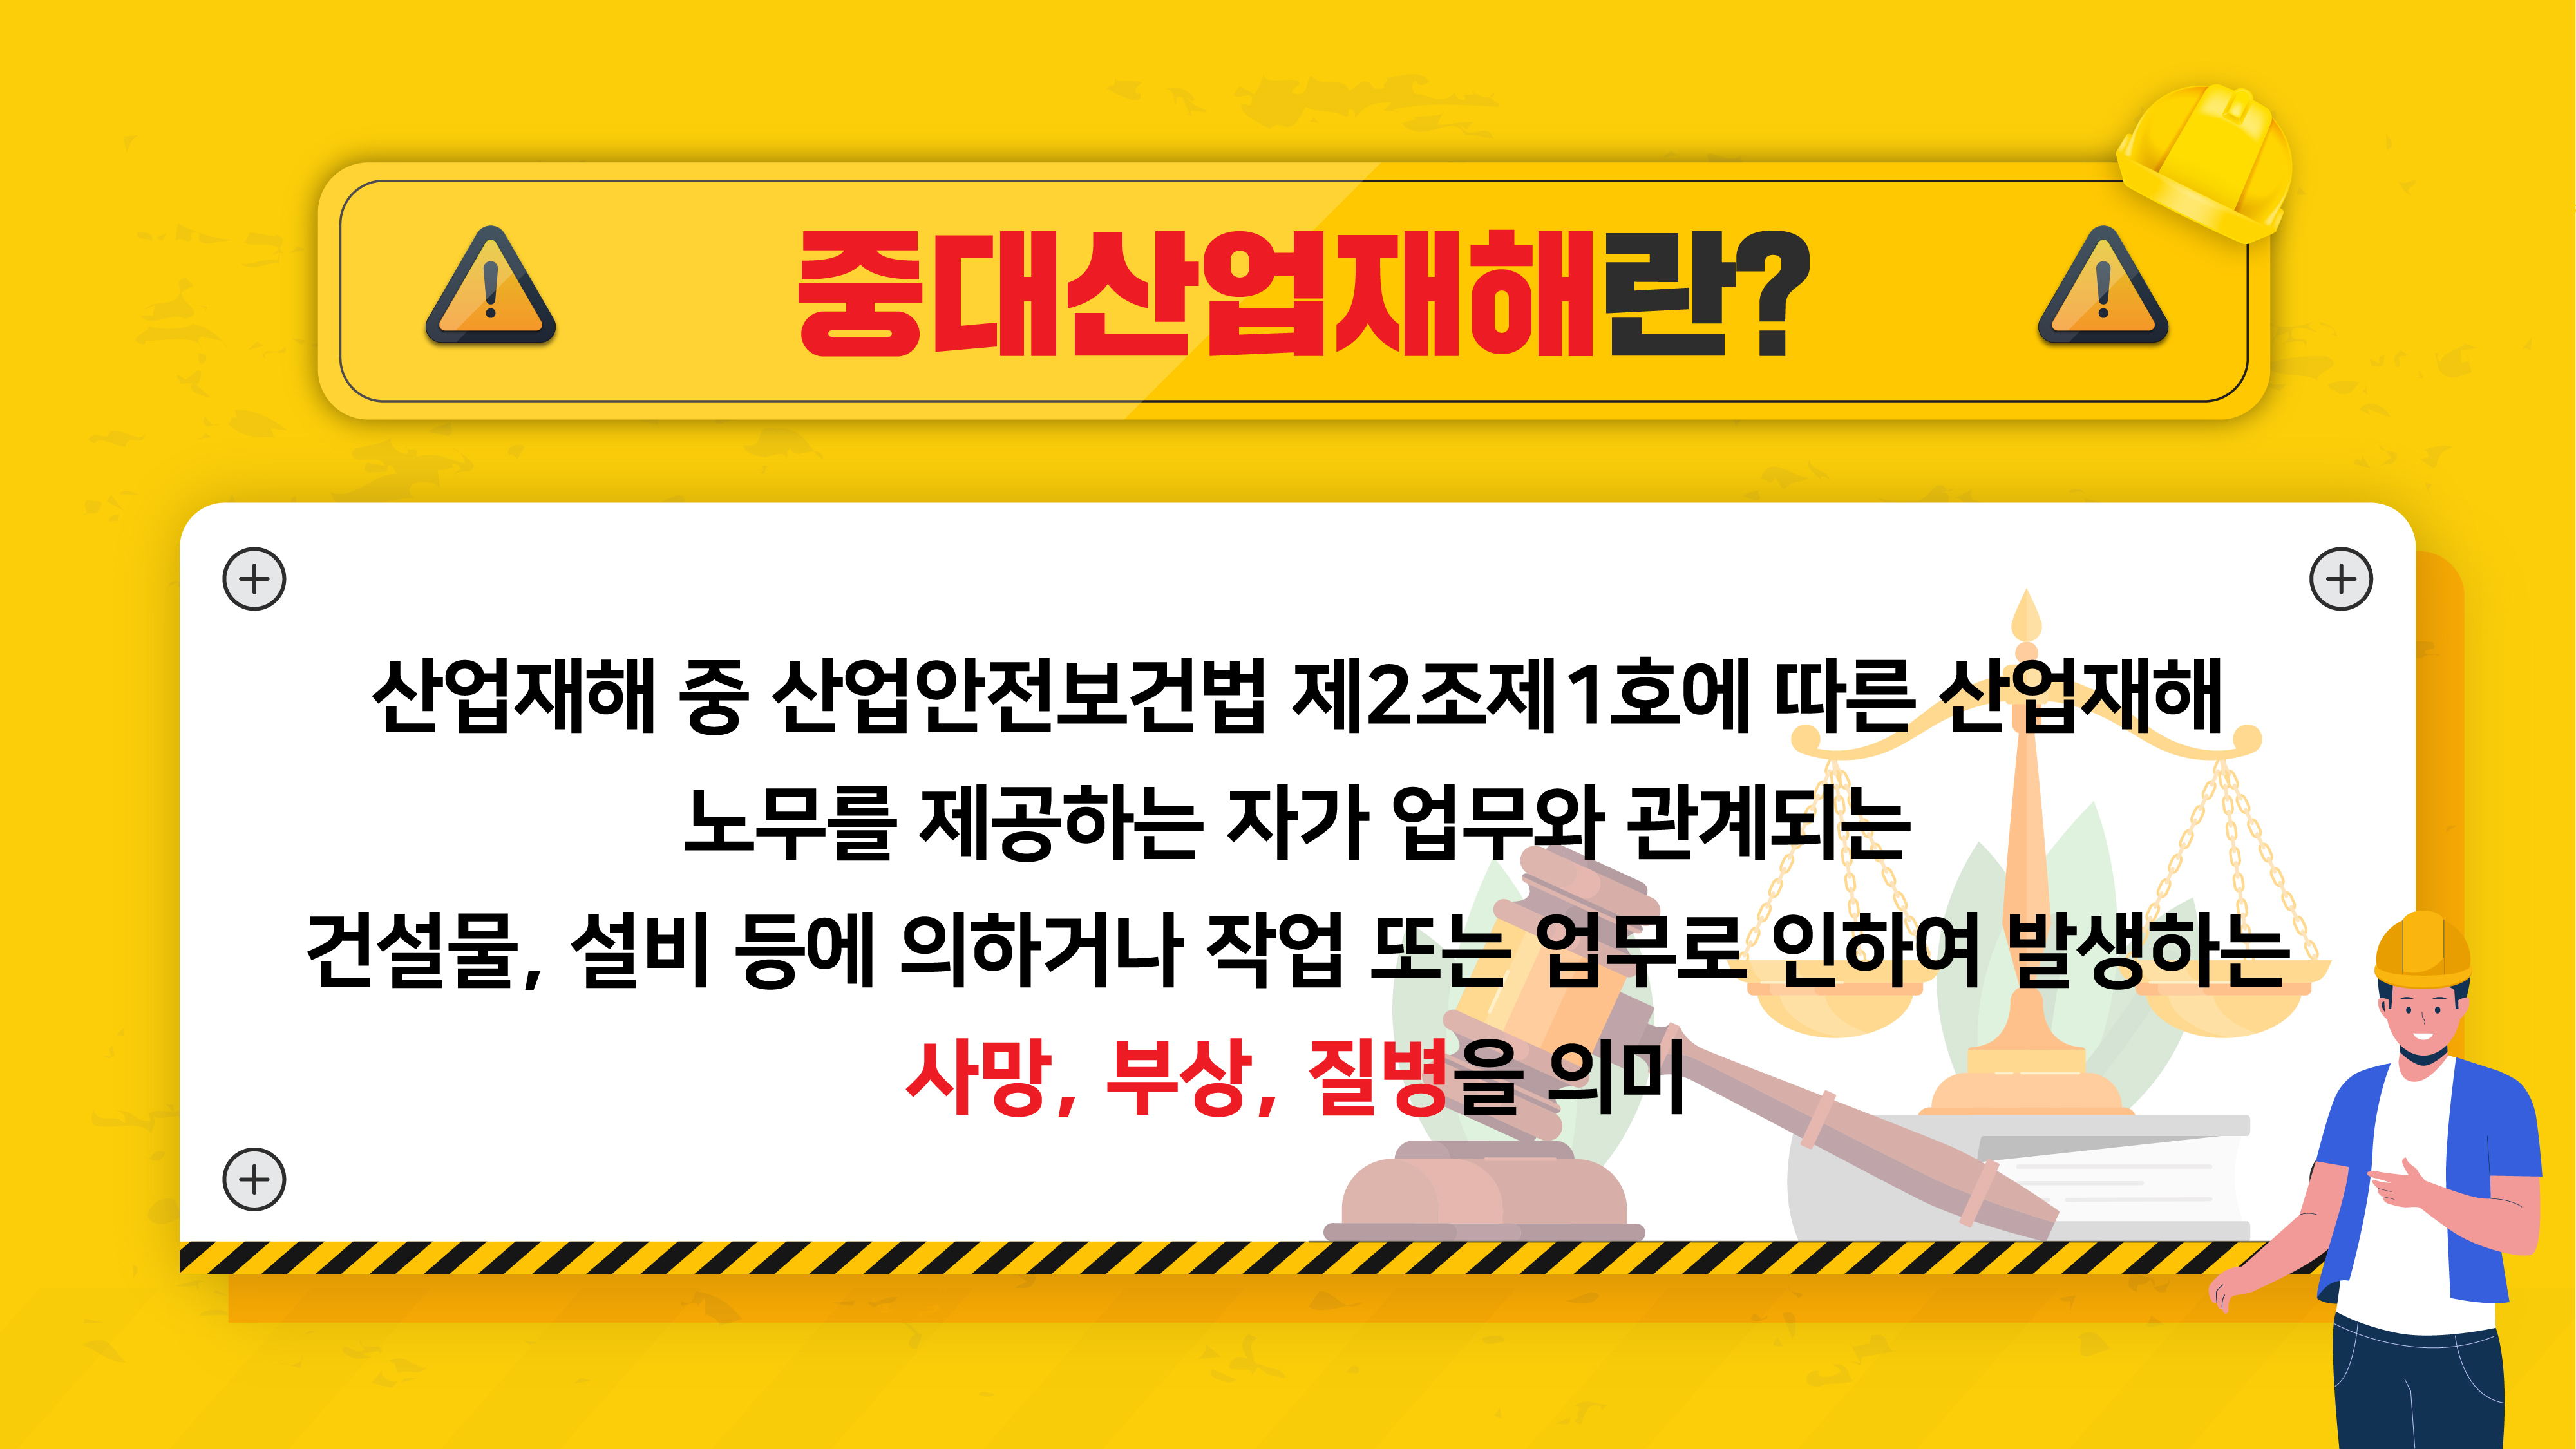 중대산업재해란?
산업재해 중 산업안전보건법 제2조제1호에 따른 산업재해
노무를 제공하는 자가 업무와 관계되는
건설물, 설비 등에 의하거나 작업 또는 업무로 인하여 발생하는
사망, 부상, 질병을 의미